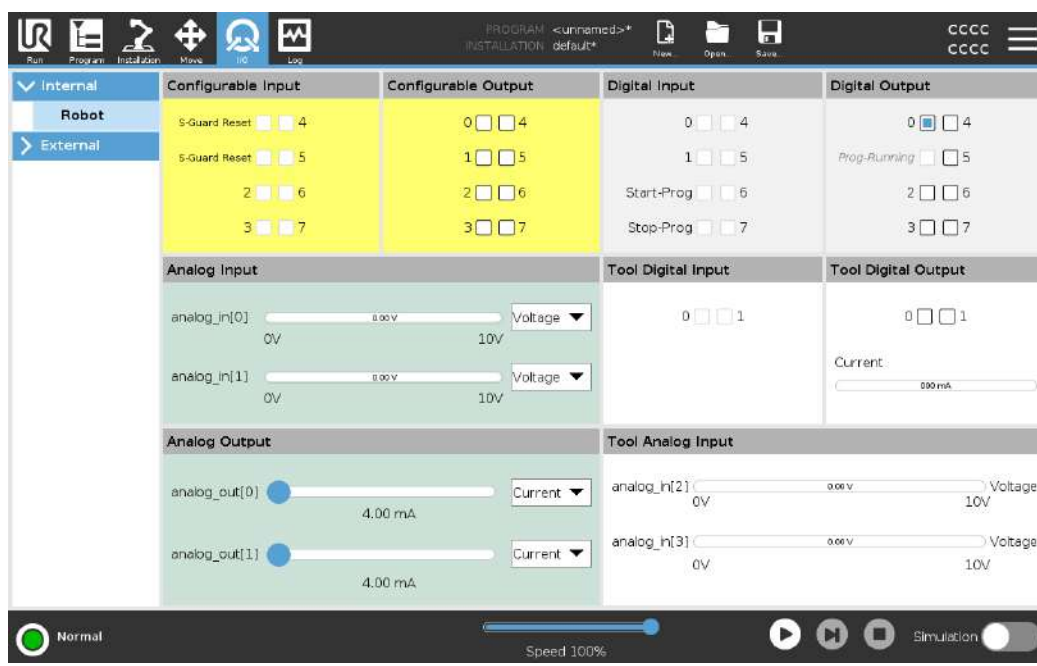 UR
PROGRAM <unnamed>*
INSTALLATION default*
Run Program Installation Move I/O Log New... Open... Save...
CCCC
CCCC
Internal
Robot
External
Configurable Input
S-Guard Reset 4
S-Guard Reset 5
2 6
3 7
Configurable Output
0 4
1 5
2 6
3 7
Digital Input
0 4
1 5
Start-Prog 6
Stop-Prog 7
Digital Output
0 4
Prog-Running 5
2 6
3 7
Analog Input
analog_in[0] 0.00 V Voltage
0V 10V
analog_in[1] 0.00 V Voltage
0V 10V
Tool Digital Input
0 1
Tool Digital Output
0 1
Current
000 mA
Analog Output
analog_out[0] Current
4.00 mA
analog_out[1] Current
4.00 mA
Tool Analog Input
analog_in[2] 0.00 V Voltage
0V 10V
analog_in[3] 0.00 V Voltage
0V 10V
Normal
Speed 100%
Simulation